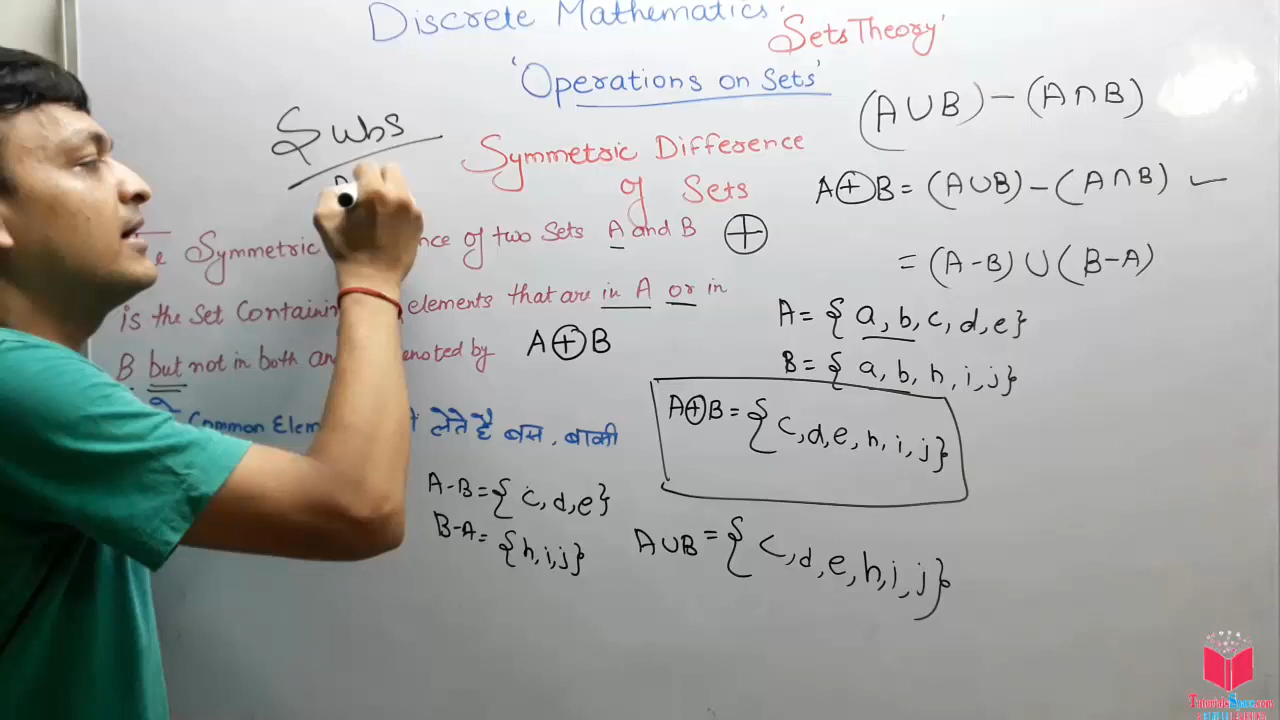 Discrete Mathematics.
Sets Theory'
'Operations on Sets'
Subs
(A∪B) – (A∩B)
Symmetric Difference
of Sets
A⊕B = (A∪B) – (A∩B) ✓
Symmetric nce of two Sets A and B ⊕
= (A-B) ∪ (B-A)
is the Set Containin elements that are in A or in
A = {a, b, c, d, e}
B but not in both an enoted by A⊕B
B = {a, b, h, i, j}
A⊕B = {c, d, e, h, i, j}
Common Elem लेते है बस, बाकी
A-B = {c, d, e}
B-A = {h, i, j}
A∪B = {c, d, e, h, i, j}
TutorialsSpace.com